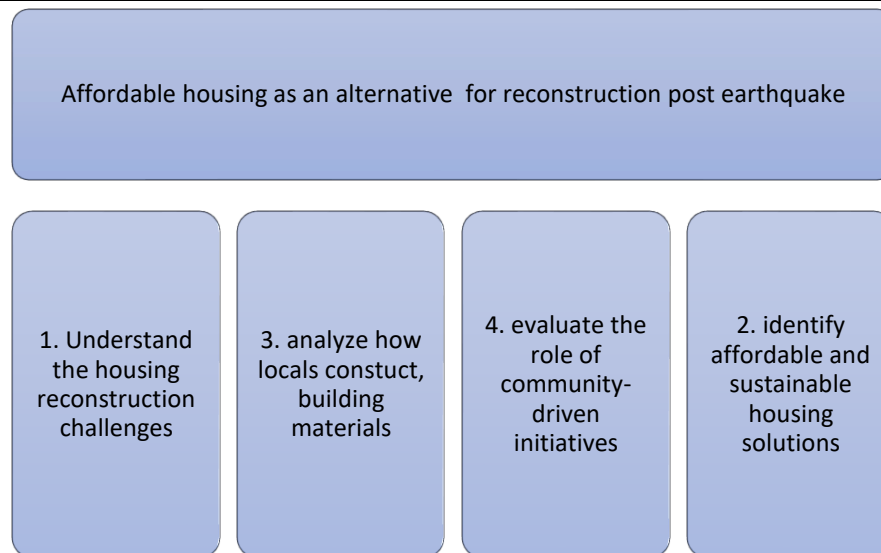 Affordable housing as an alternative for reconstruction post earthquake
1. Understand
the housing
reconstruction
challenges
3. analyze how
locals constuct,
building
materials
4. evaluate the
role of
community-
driven
initiatives
2. identify
affordable and
sustainable
housing
solutions